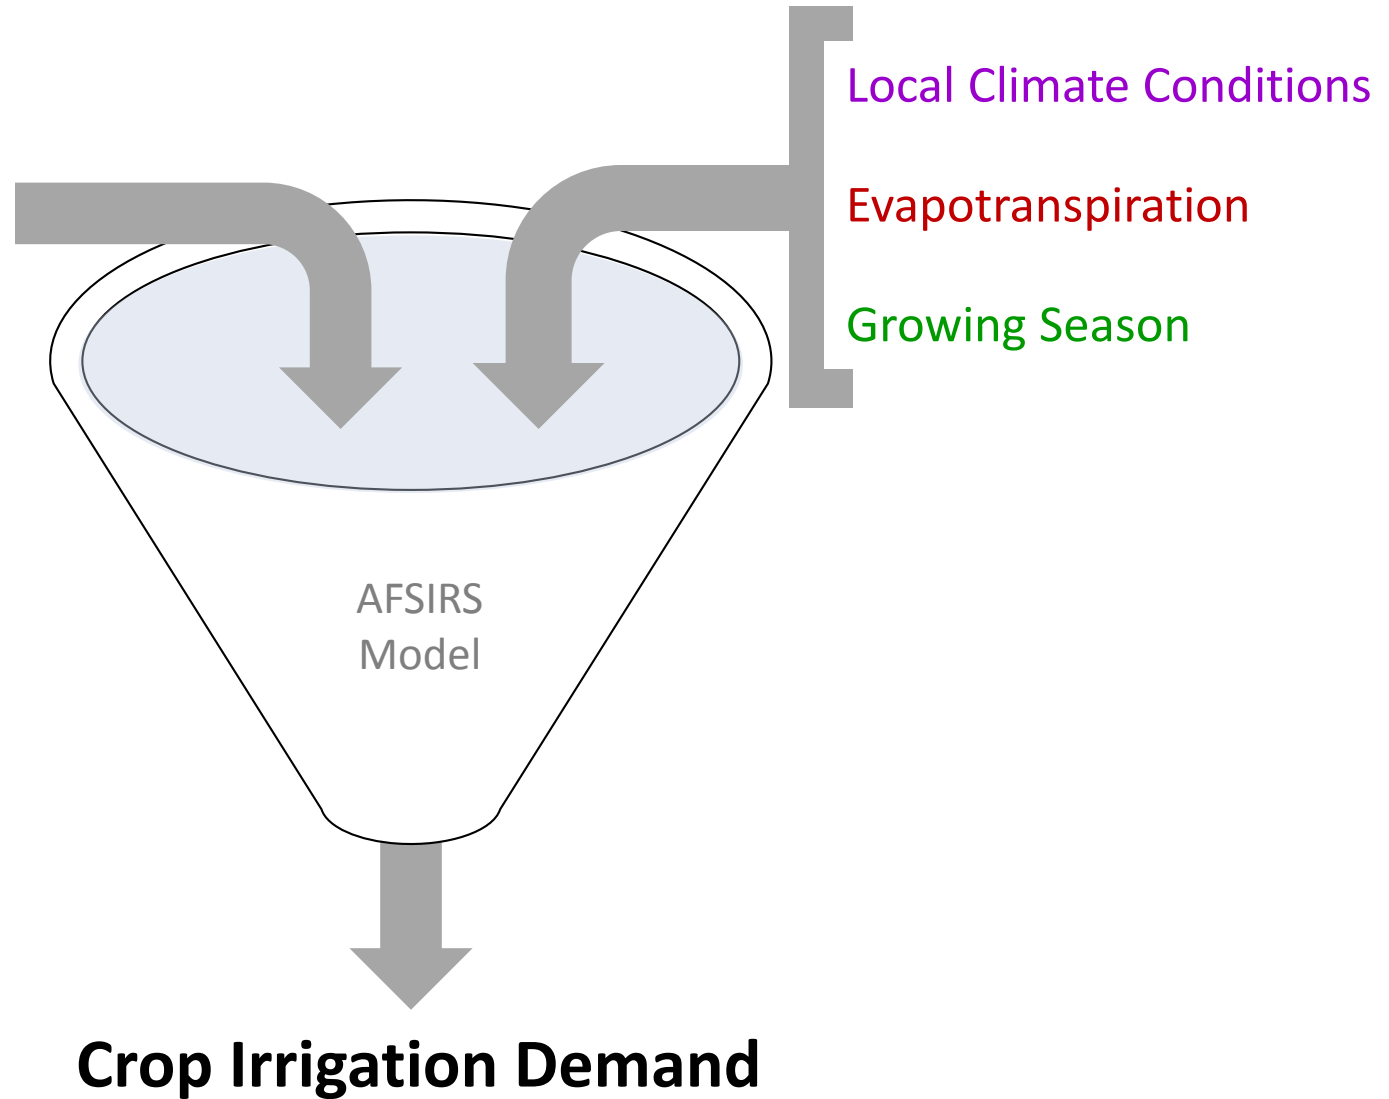 Local Climate Conditions
Evapotranspiration
Growing Season
AFSIRS
Model
Crop Irrigation Demand